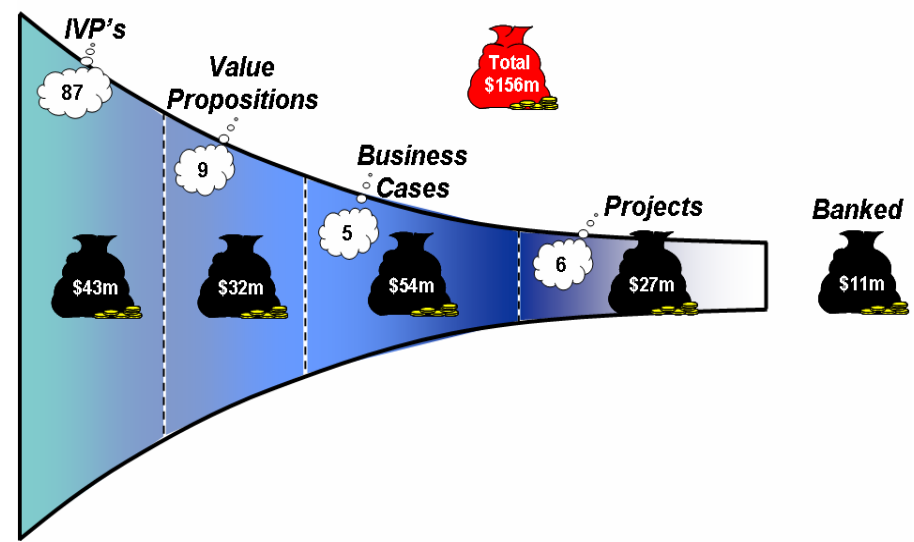 IVP's
87
Value
Propositions
9
Total
$156m
Business
Cases
5
Projects
6
Banked
$43m
$32m
$54m
$27m
$11m